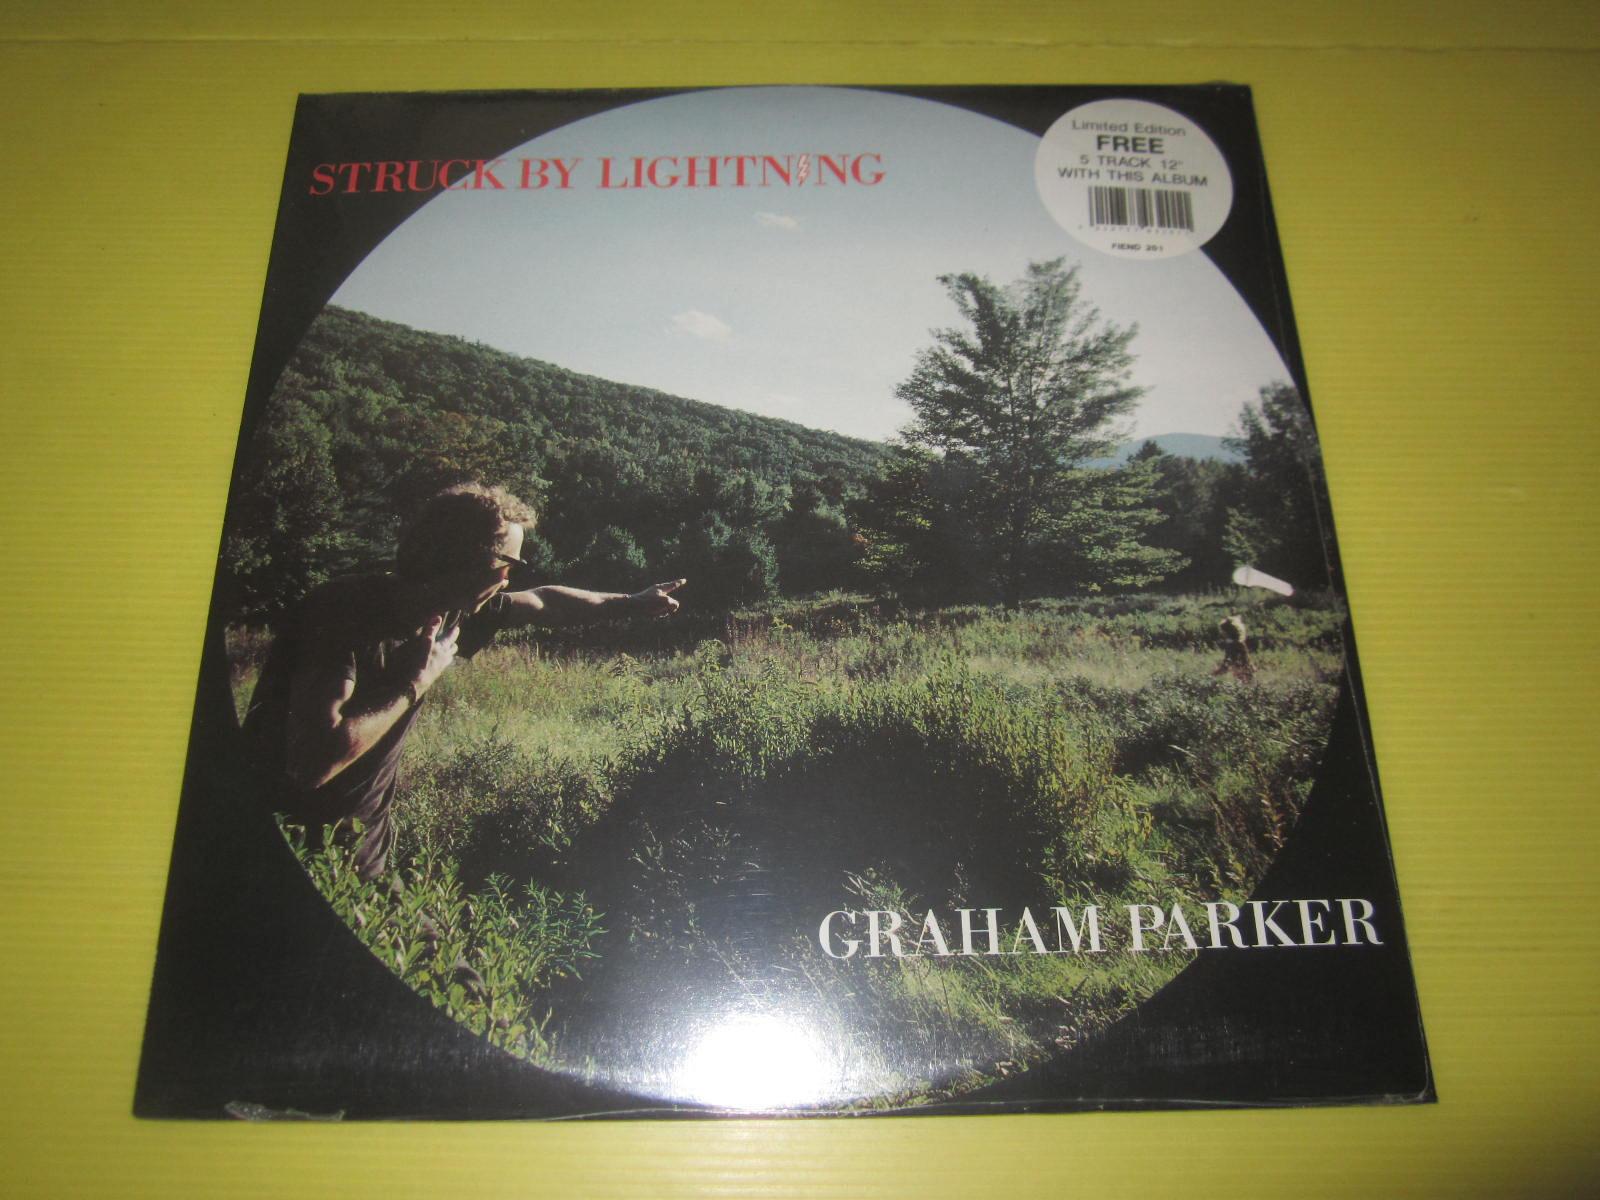 STRUCK BY LIGHTNING
Limited Edition
FREE
5 TRACK 12"
WITH THIS ALBUM
FIEND 201
GRAHAM PARKER